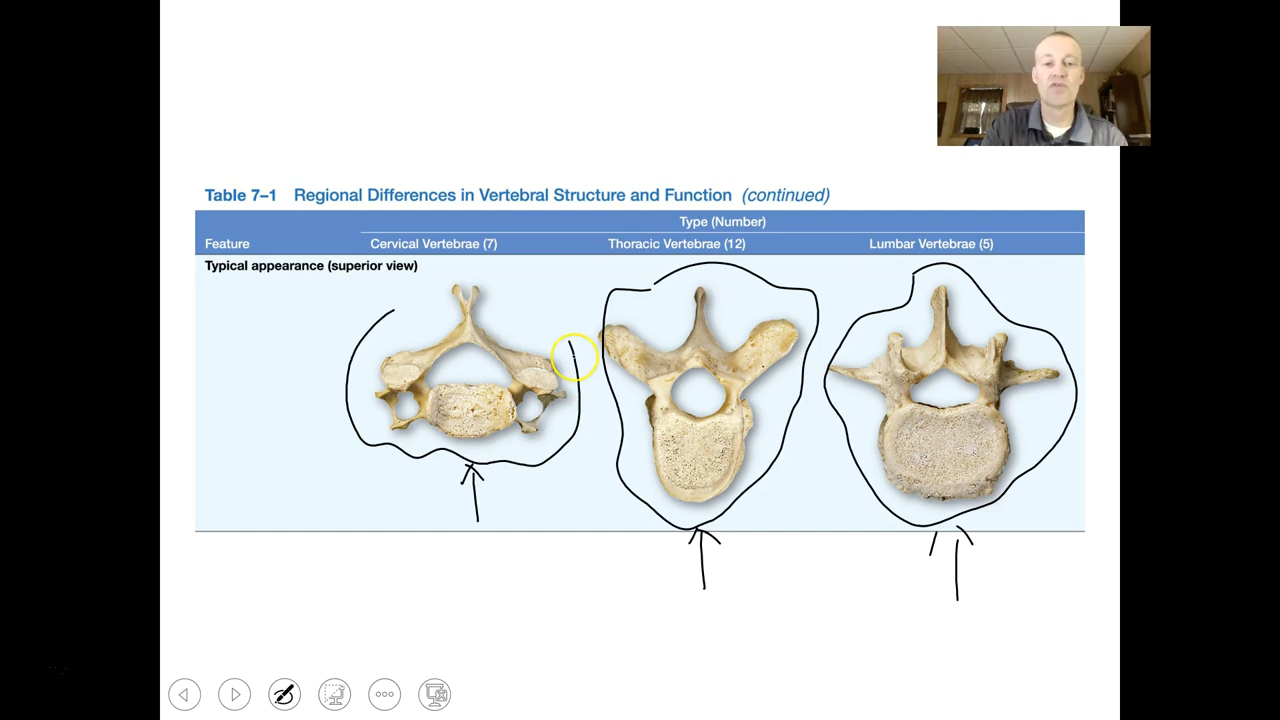 Table 7–1 Regional Differences in Vertebral Structure and Function (continued)
Type (Number)
Feature Cervical Vertebrae (7) Thoracic Vertebrae (12) Lumbar Vertebrae (5)
Typical appearance (superior view)